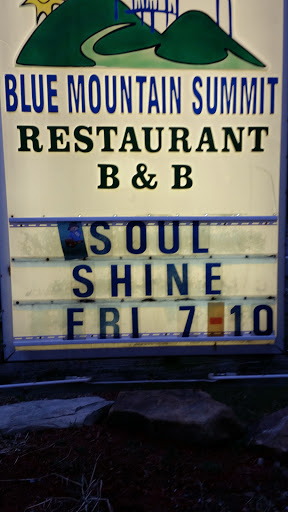 BLUE MOUNTAIN SUMMIT
RESTAURANT
B & B
SOUL
SHINE
FRI 7-10